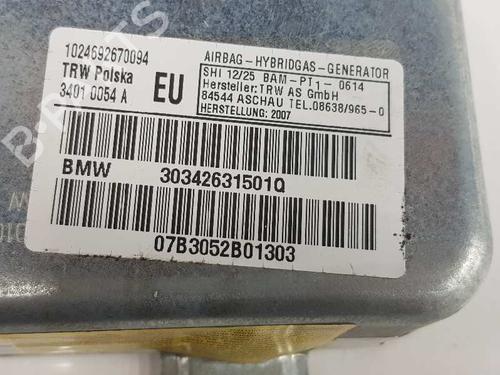 1024692670094
TRW Polska
3401 0054 A
EU
AIRBAG-HYBRIDGAS-GENERATOR
SHI 12/25 BAM-PT1-0614
Hersteller: TRW AS GmbH
84544 ASCHAU TEL.08638/965-0
HERSTELLUNG: 2007
BMW 30342631501Q
07B3052B01303